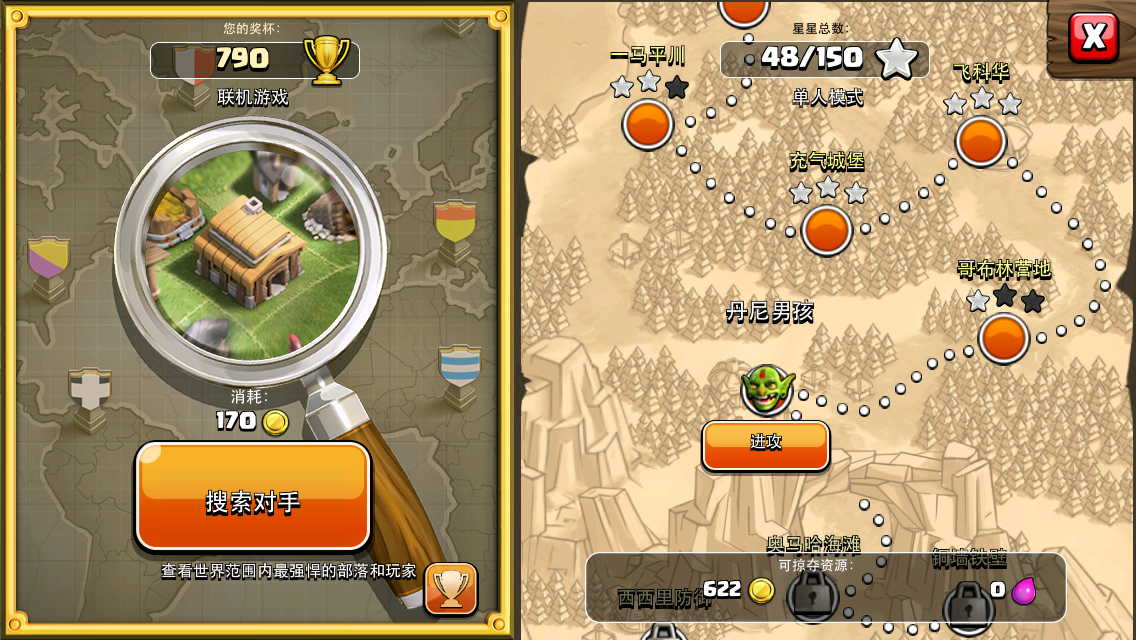 您的奖杯:
790
联机游戏
消耗:
170
搜索对手
查看世界范围内最强悍的部落和玩家
星星总数:
48/150
X
单人模式
一马平川
飞科华
充气城堡
哥布林营地
丹尼男孩
进攻
奥马哈海滩
铜墙铁壁
可掠夺资源:
西西里防御
622
0